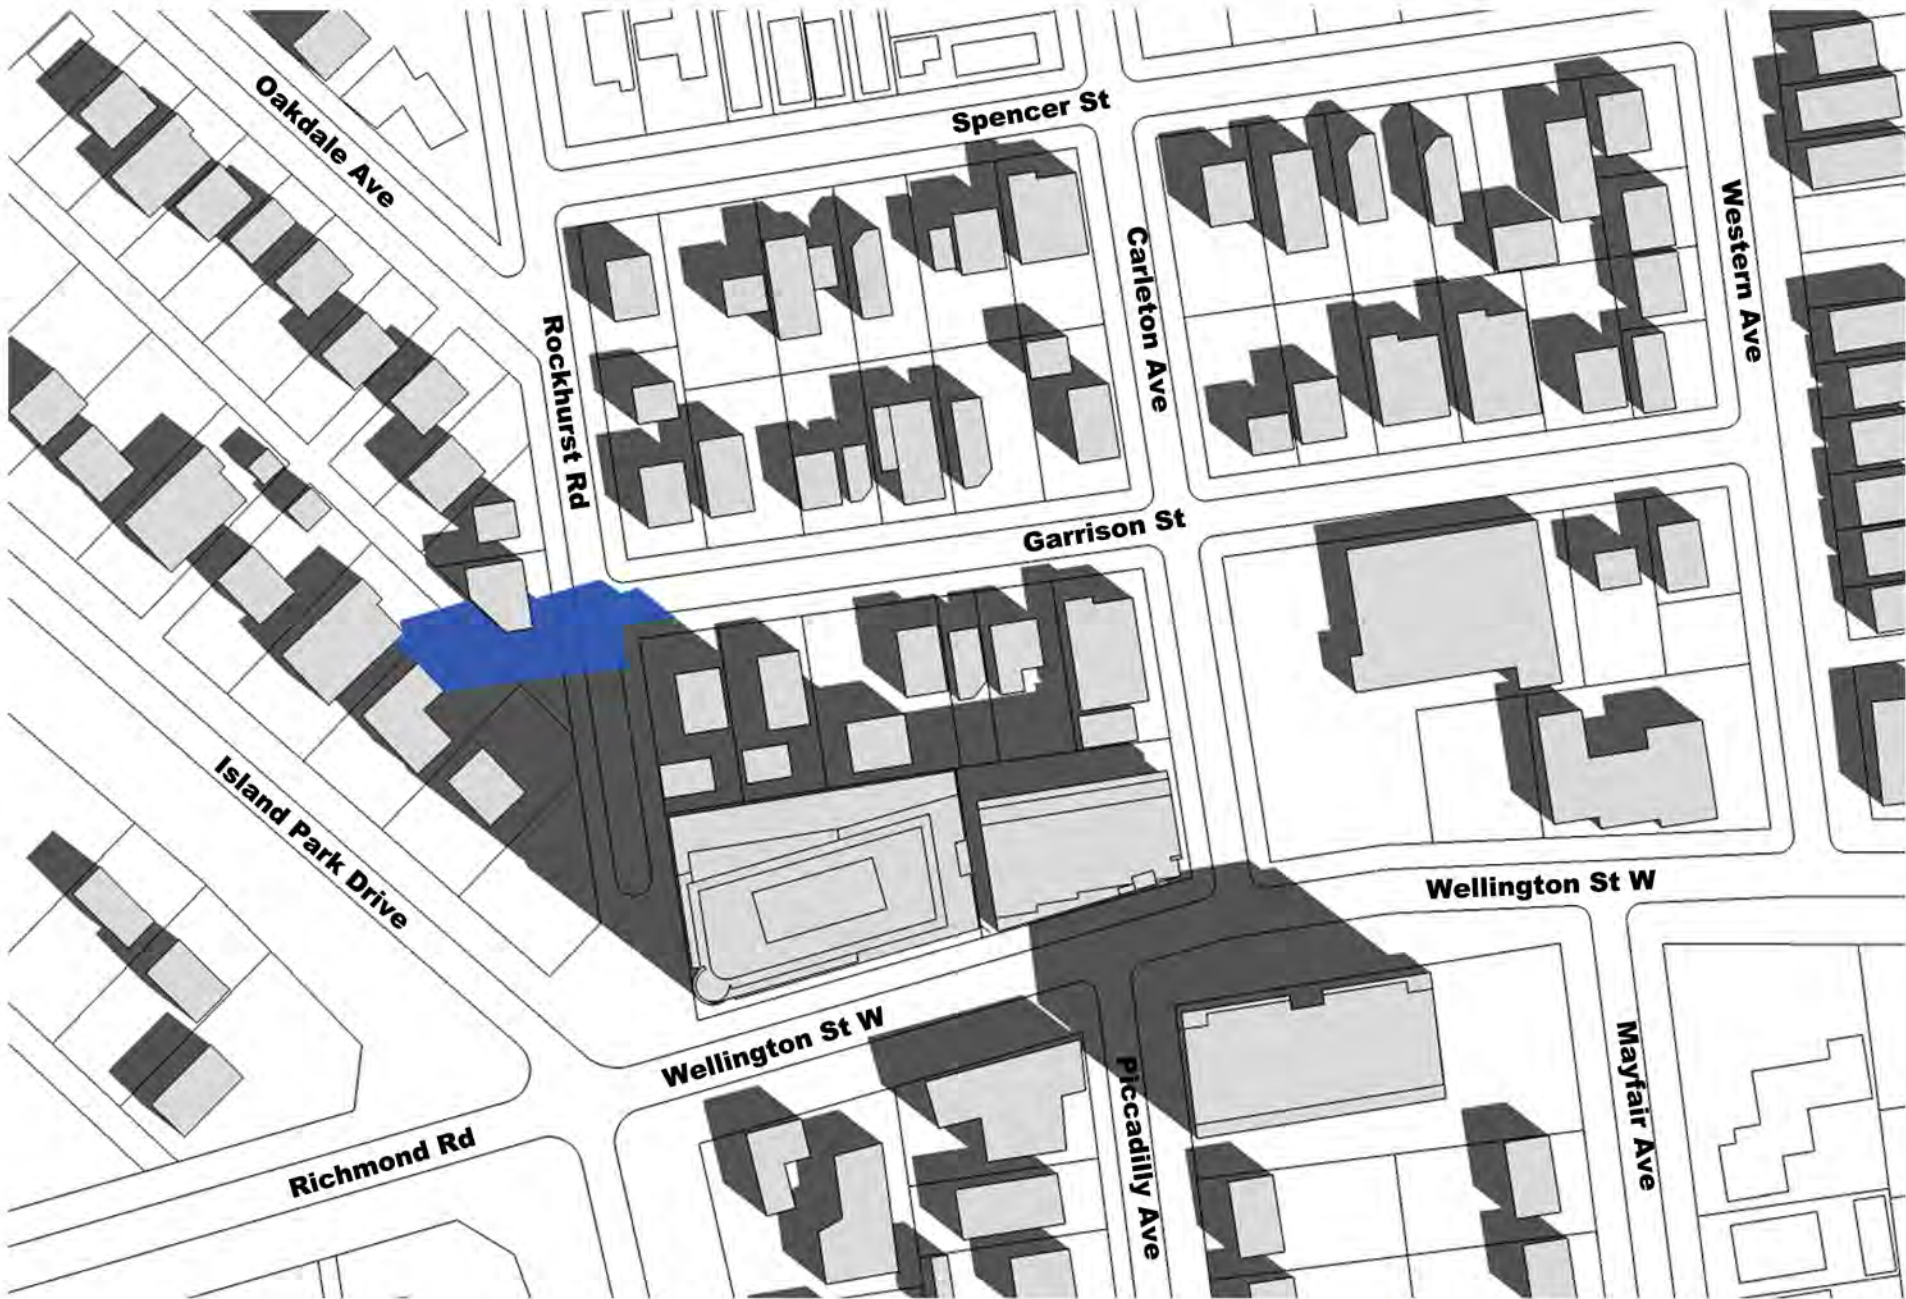 Oakdale Ave
Spencer St
Carleton Ave
Western Ave
Rockhurst Rd
Garrison St
Island Park Drive
Wellington St W
Wellington St W
Richmond Rd
Piccadilly Ave
Mayfair Ave